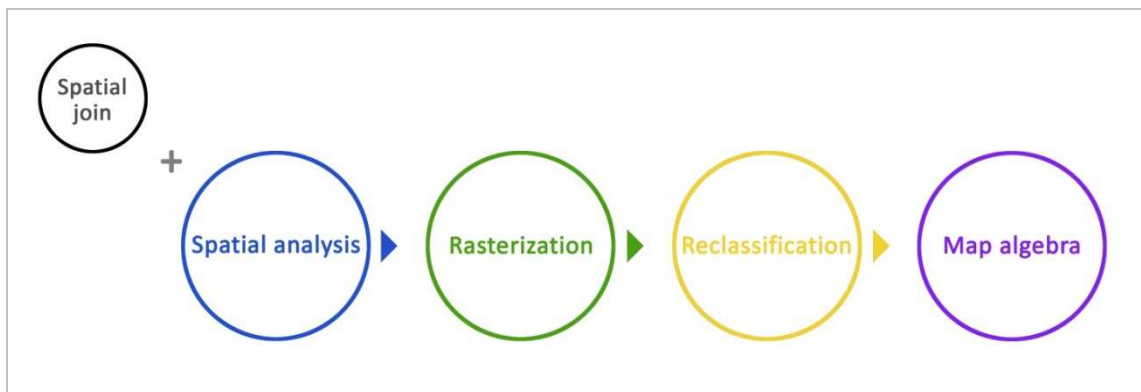 Spatial
join
+
Spatial analysis
Rasterization
Reclassification
Map algebra